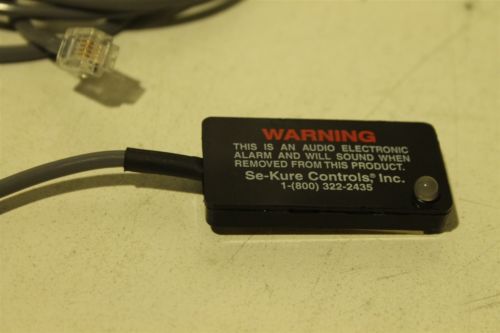 WARNING
THIS IS AN AUDIO ELECTRONIC
ALARM AND WILL SOUND WHEN
REMOVED FROM THIS PRODUCT.
Se-Kure Controls® Inc.
1-(800) 322-2435